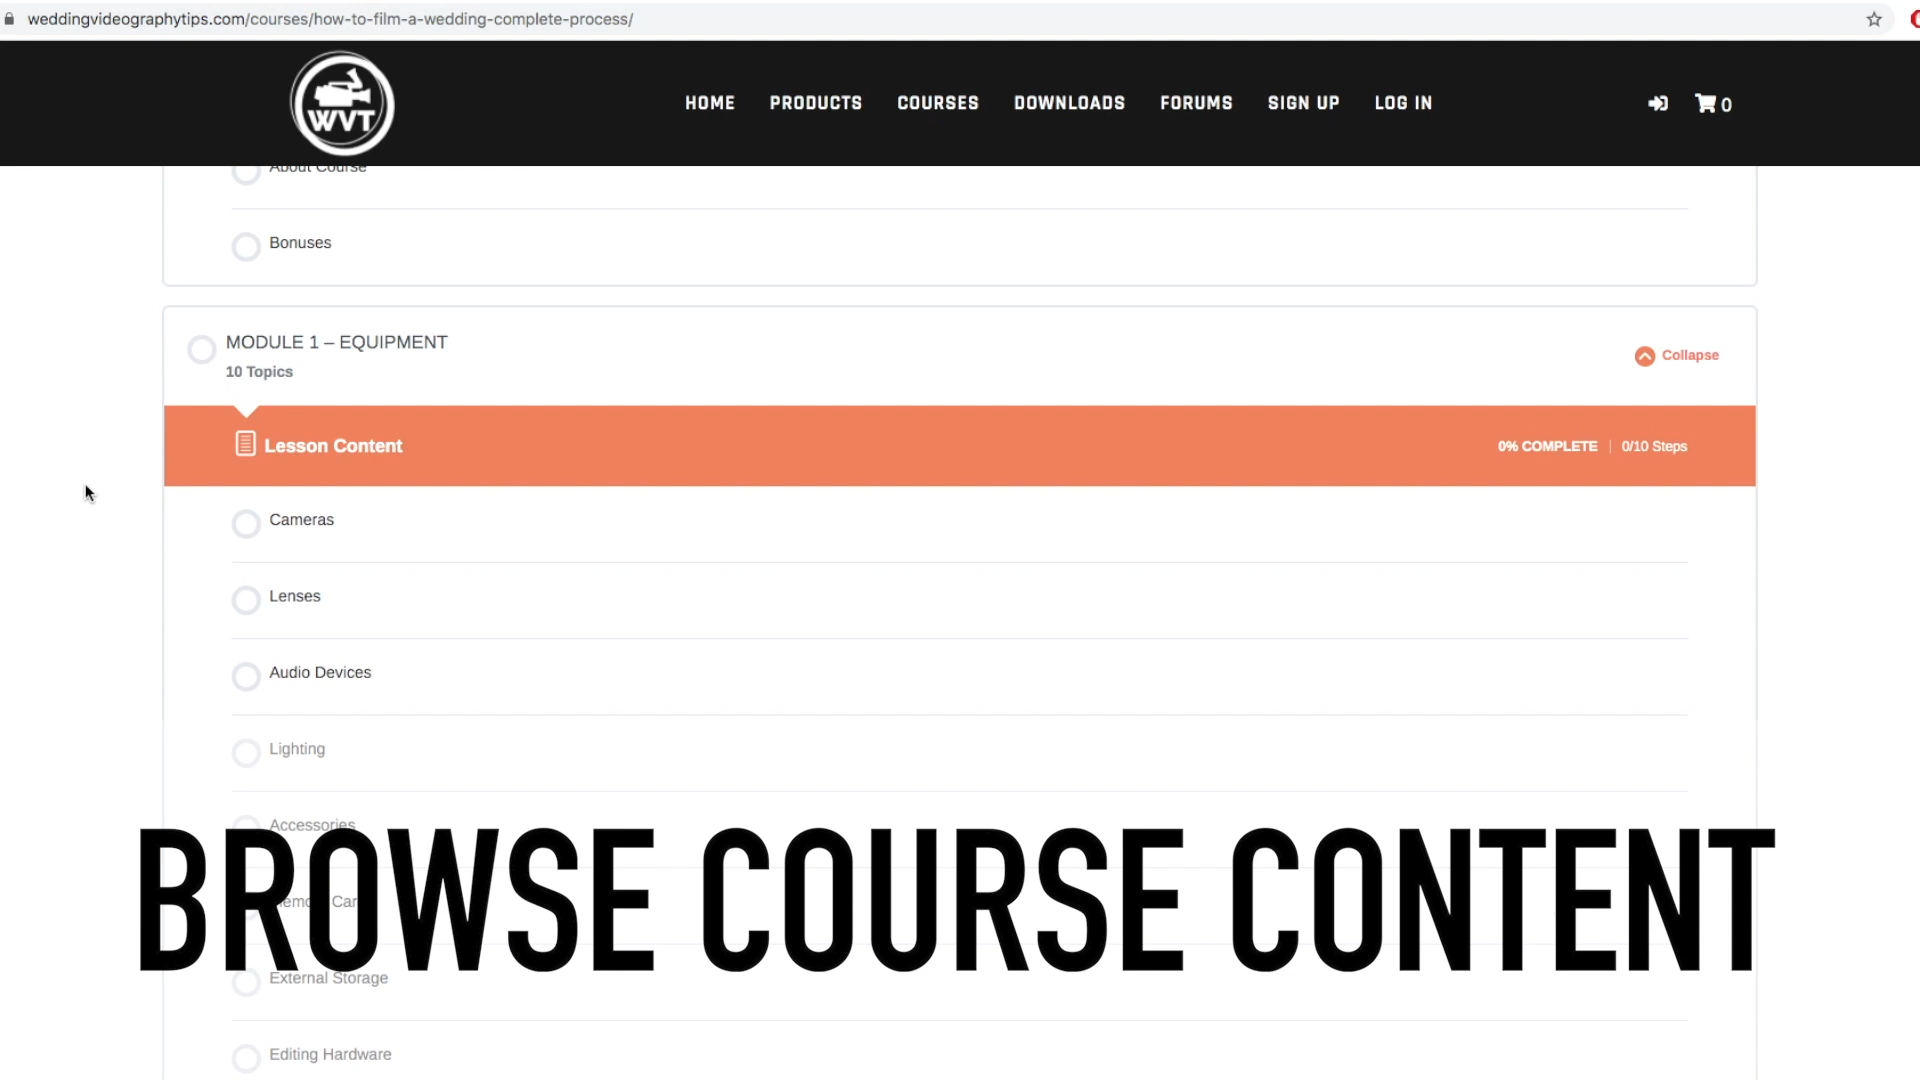 weddingvideographytips.com/courses/how-to-film-a-wedding-complete-process/
WVT
HOME PRODUCTS COURSES DOWNLOADS FORUMS SIGN UP LOG IN 0
About Course
Bonuses
MODULE 1 – EQUIPMENT
10 Topics
Collapse
Lesson Content
0% COMPLETE | 0/10 Steps
Cameras
Lenses
Audio Devices
Lighting
Accessories
BROWSE COURSE CONTENT
External Storage
Editing Hardware